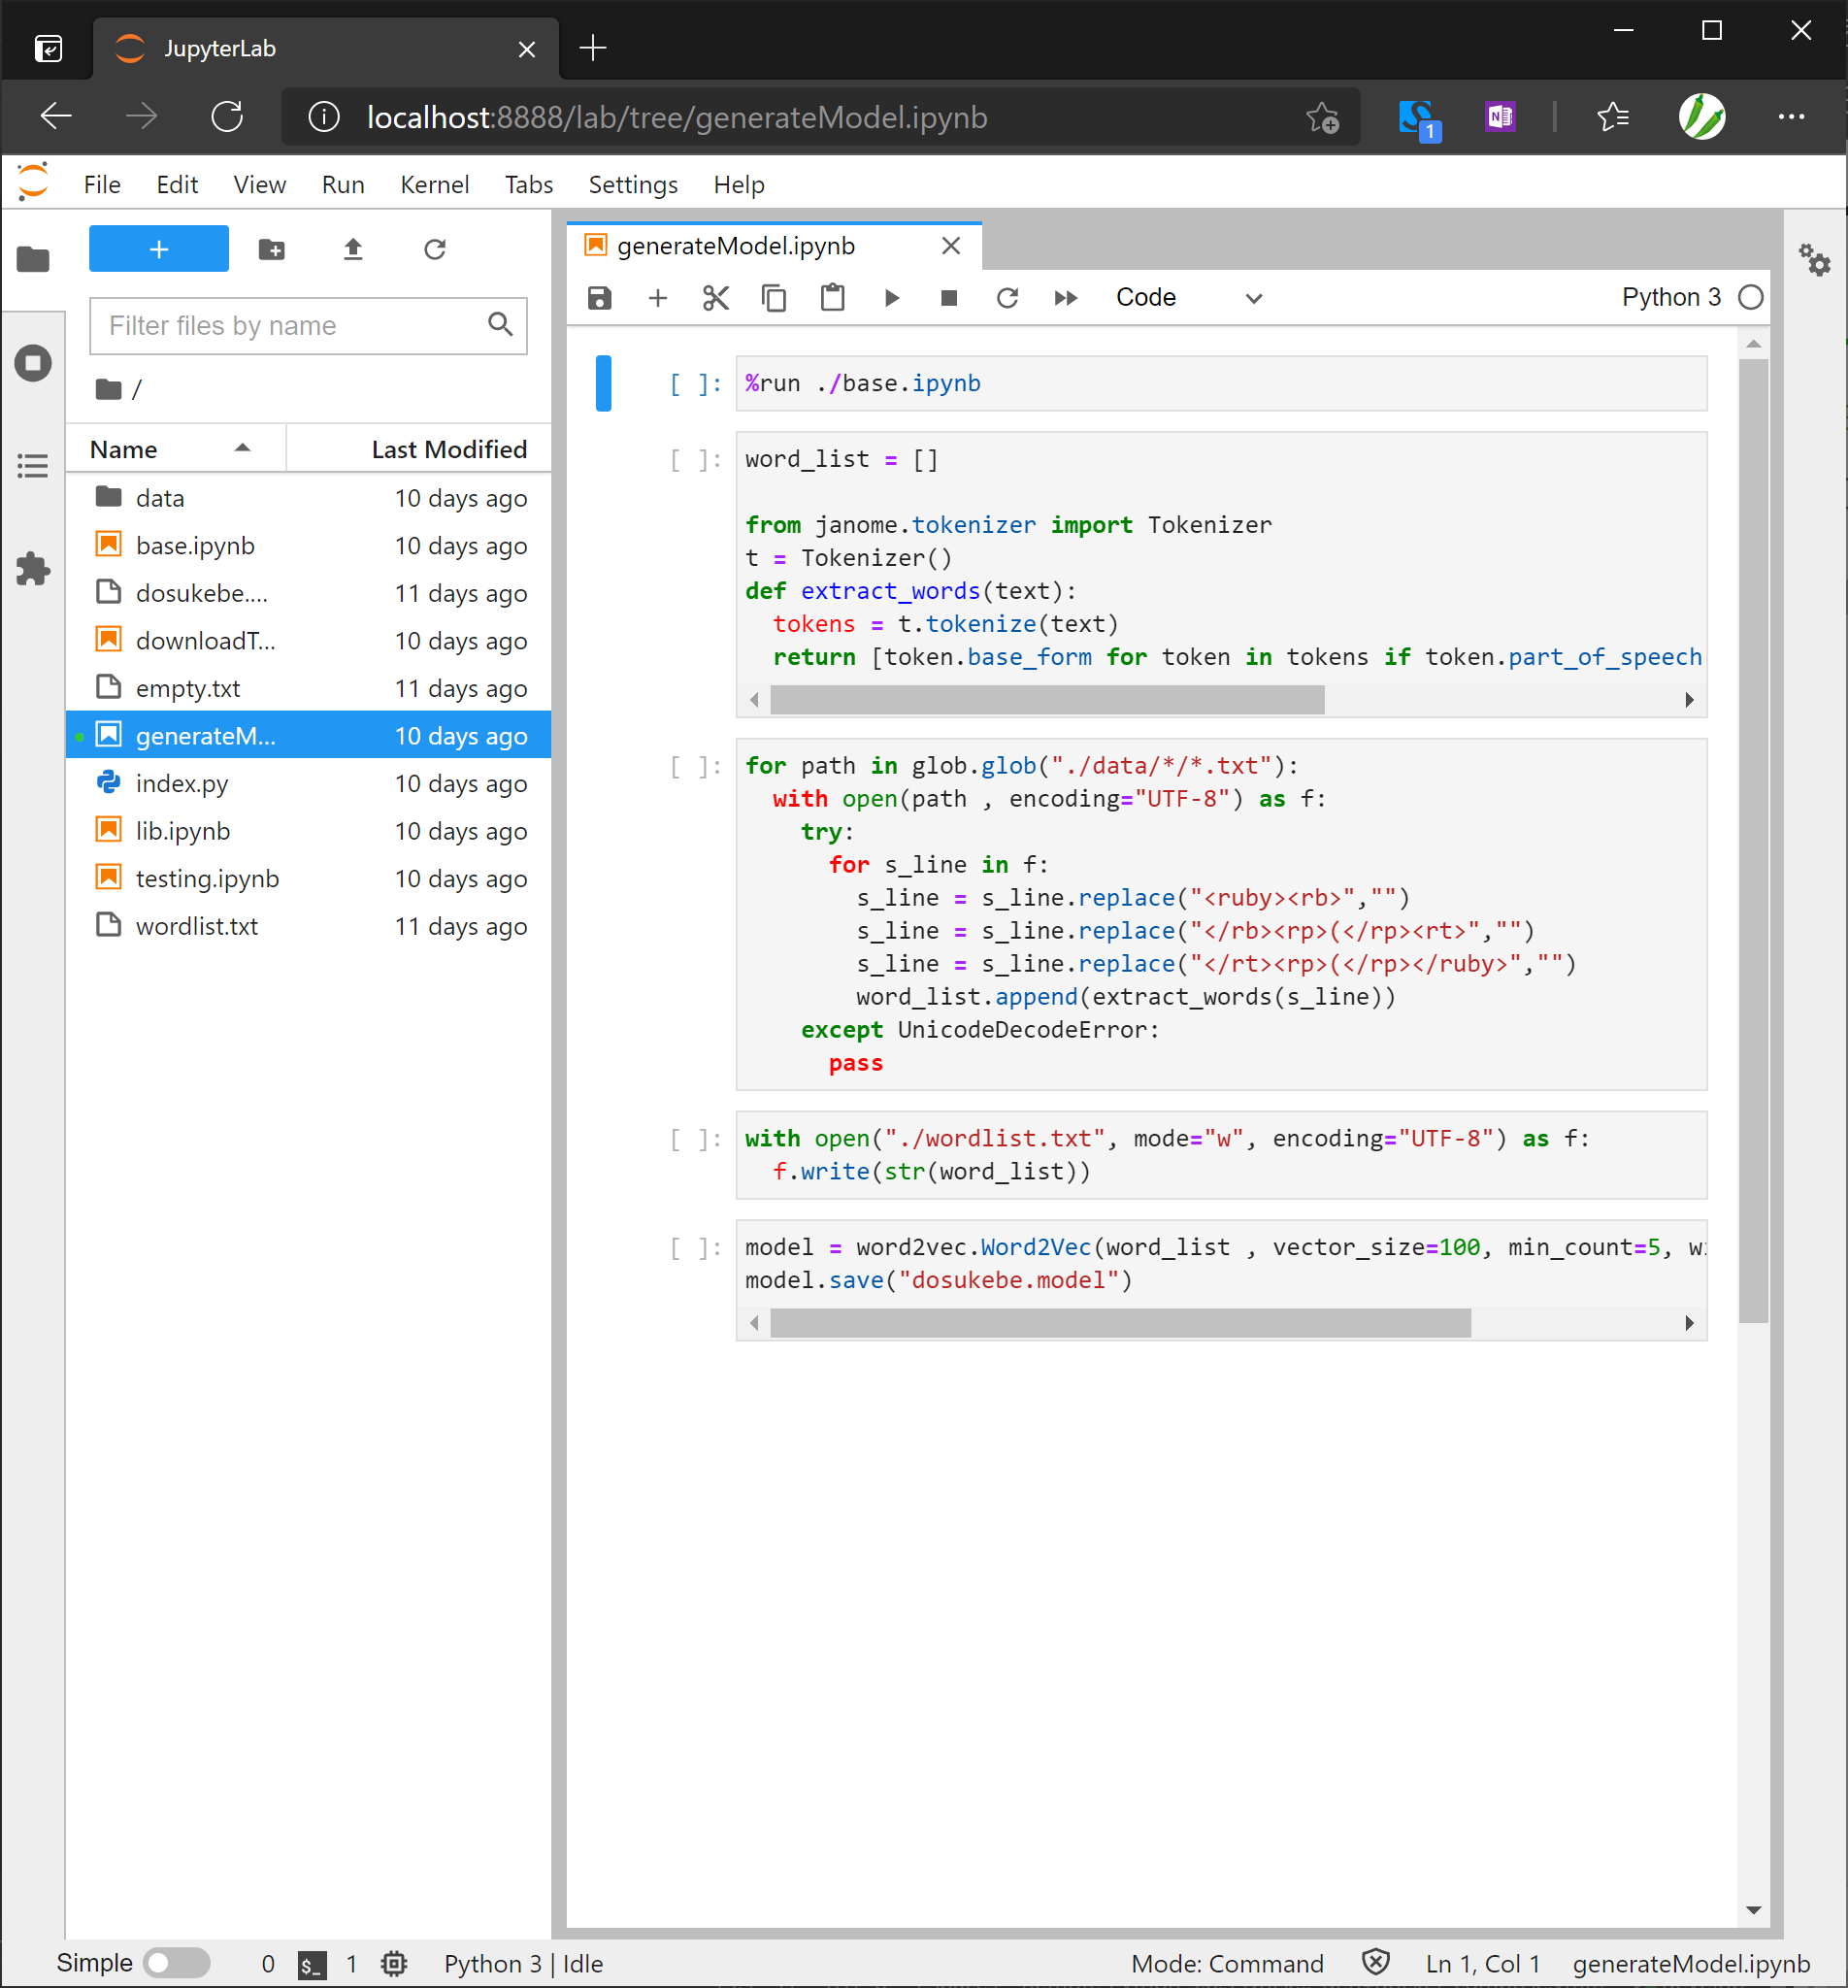 JupyterLab
localhost:8888/lab/tree/generateModel.ipynb
1
N
File Edit View Run Kernel Tabs Settings Help
Filter files by name
/
Name Last Modified
data 10 days ago
base.ipynb 10 days ago
dosukebe.... 11 days ago
downloadT... 10 days ago
empty.txt 11 days ago
generateM... 10 days ago
index.py 10 days ago
lib.ipynb 10 days ago
testing.ipynb 10 days ago
wordlist.txt 11 days ago
generateModel.ipynb
Code Python 3
[ ]: %run ./base.ipynb
[ ]: word_list = []
from janome.tokenizer import Tokenizer
t = Tokenizer()
def extract_words(text):
  tokens = t.tokenize(text)
  return [token.base_form for token in tokens if token.part_of_speech
[ ]: for path in glob.glob("./data/*/*.txt"):
  with open(path , encoding="UTF-8") as f:
    try:
      for s_line in f:
        s_line = s_line.replace("<ruby><rb>","")
        s_line = s_line.replace("</rb><rp>(</rp><rt>","")
        s_line = s_line.replace("</rt><rp>(</rp></ruby>","")
        word_list.append(extract_words(s_line))
    except UnicodeDecodeError:
      pass
[ ]: with open("./wordlist.txt", mode="w", encoding="UTF-8") as f:
  f.write(str(word_list))
[ ]: model = word2vec.Word2Vec(word_list , vector_size=100, min_count=5,
model.save("dosukebe.model")
Simple 0 $_ 1 Python 3 | Idle Mode: Command Ln 1, Col 1 generateModel.ipynb